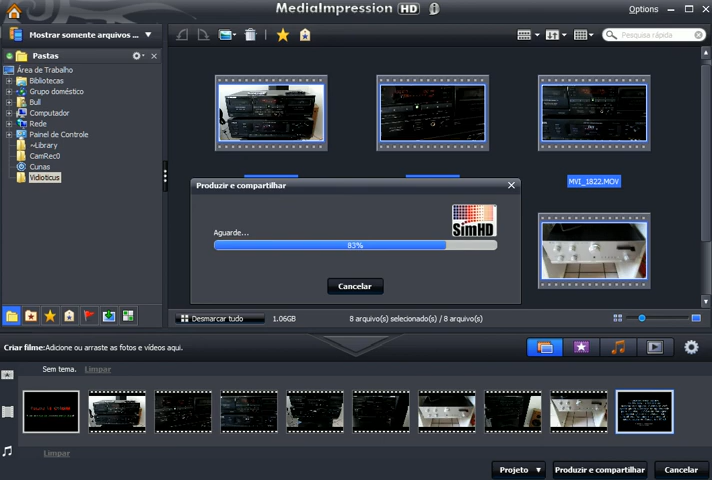 MediaImpression HD
Options
Mostrar somente arquivos ...
Pesquisa rápida
Pastas
Área de Trabalho
Bibliotecas
Grupo doméstico
Bull
Computador
Rede
Painel de Controle
~Library
CamRec0
Cunas
Vidioticus
MVI_1822.MOV
Produzir e compartilhar
SimHD
Aguarde...
83%
Cancelar
Desmarcar tudo
1.06GB
8 arquivo(s) selecionado(s) / 8 arquivo(s)
Criar filme:Adicione ou arraste as fotos e vídeos aqui.
Sem tema.
Limpar
Limpar
Projeto
Produzir e compartilhar
Cancelar